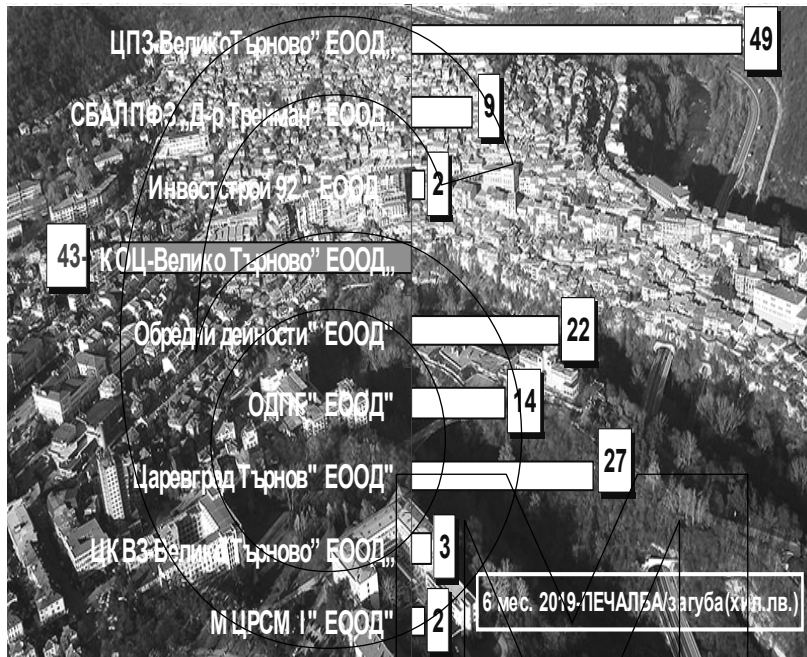 ЦПЗ-Велико Търново” ЕООД„ 49
СБАЛПФЗ „Д-р Трейман" ЕООД„ 9
Инвестстрой 92 " ЕООД " 2
43- КОЦ-Велико Търново” ЕООД„
Обредни дейности" ЕООД" 22
ОДПГ" ЕООД" 14
Царевград Търнов" ЕООД" 27
ЦКВЗ-Велико Търново” ЕООД„ 3
МЦРСМ I" ЕООД" 2
6 мес. 2019-ПЕЧАЛБА/загуба(хил.лв.)